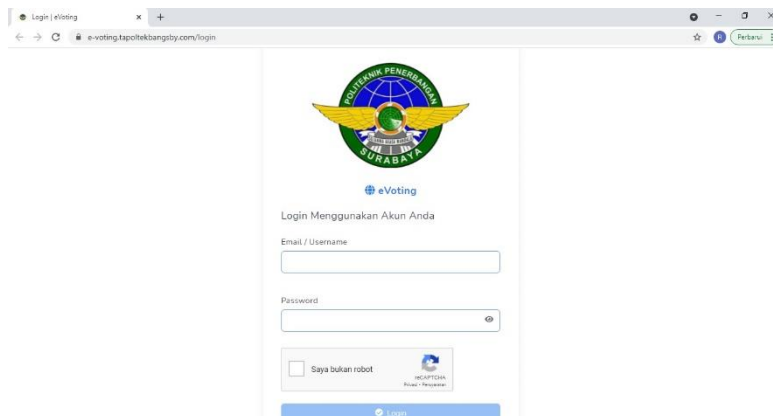 Login | eVoting
e-voting.tapoltekbangsby.com/login
R
Perbarui
POLITEKNIK PENERBANGAN
SURABAYA
eVoting
Login Menggunakan Akun Anda
Email / Username
Password
Saya bukan robot
reCAPTCHA
Privasi - Persyaratan
Login